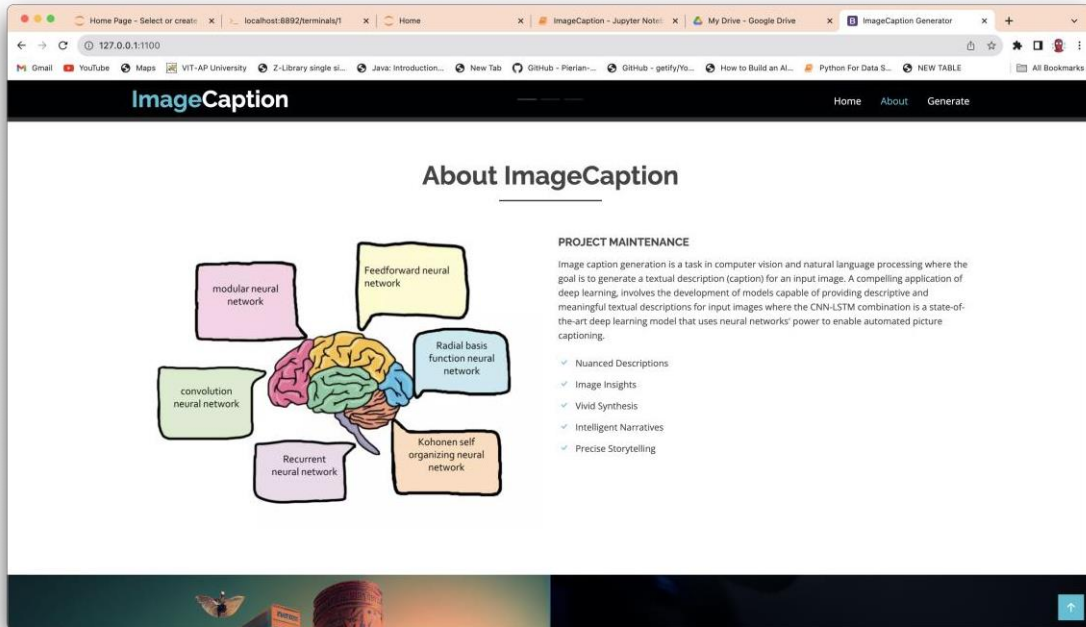 Home Page - Select or create
localhost:8892/terminals/1
Home
ImageCaption - Jupyter Note
My Drive - Google Drive
ImageCaption Generator
127.0.0.1:1100
Gmail
YouTube
Maps
VIT-AP University
Z-Library single si...
Java: Introduction...
New Tab
GitHub - Pierian-...
GitHub - getify/Yo...
How to Build an AI...
Python For Data S...
NEW TABLE
All Bookmarks
ImageCaption
Home
About
Generate
About ImageCaption
modular neural
network
Feedforward neural
network
Radial basis
function neural
network
convolution
neural network
Recurrent
neural network
Kohonen self
organizing neural
network
PROJECT MAINTENANCE
Image caption generation is a task in computer vision and natural language processing where the
goal is to generate a textual description (caption) for an input image. A compelling application of
deep learning, involves the development of models capable of providing descriptive and
meaningful textual descriptions for input images where the CNN-LSTM combination is a state-of-
the-art deep learning model that uses neural networks' power to enable automated picture
captioning.
Nuanced Descriptions
Image Insights
Vivid Synthesis
Intelligent Narratives
Precise Storytelling